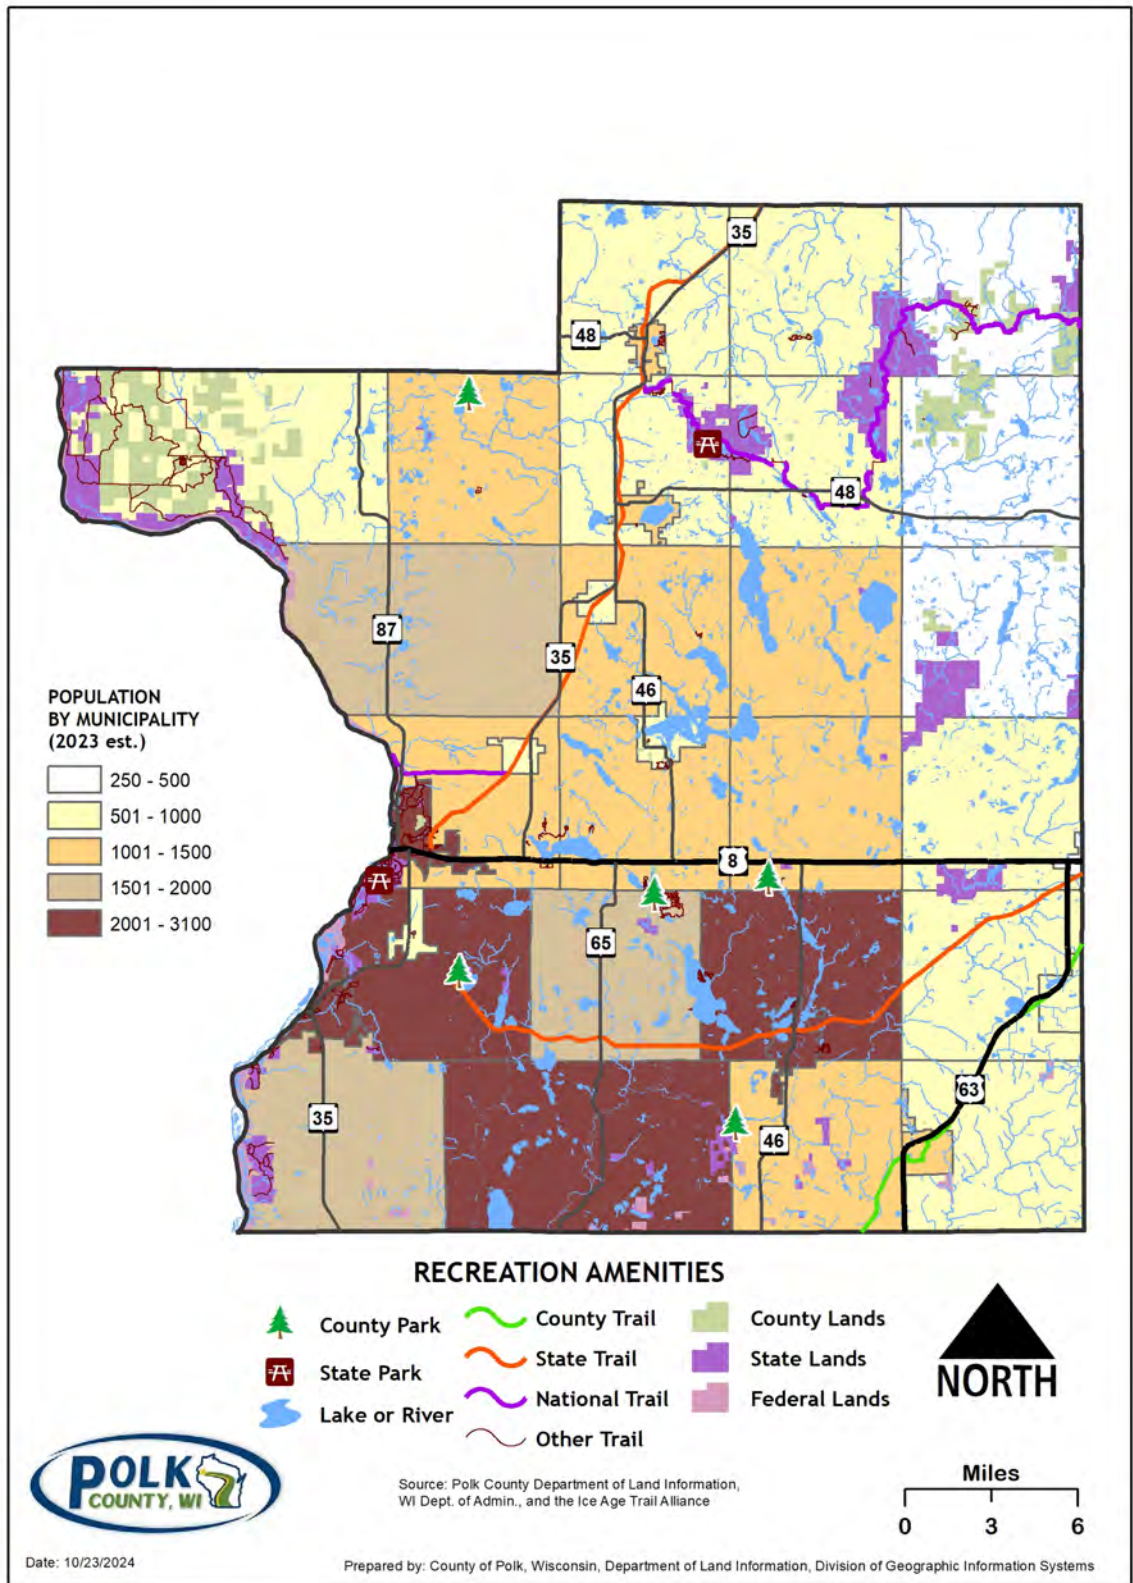 35
48
48
87
35
46
8
65
63
35
46
POPULATION
BY MUNICIPALITY
(2023 est.)
250 - 500
501 - 1000
1001 - 1500
1501 - 2000
2001 - 3100
RECREATION AMENITIES
County Park
State Park
Lake or River
County Trail
State Trail
National Trail
Other Trail
County Lands
State Lands
Federal Lands
NORTH
POLK
COUNTY, WI
Source: Polk County Department of Land Information,
WI Dept. of Admin., and the Ice Age Trail Alliance
Miles
0 3 6
Date: 10/23/2024
Prepared by: County of Polk, Wisconsin, Department of Land Information, Division of Geographic Information Systems